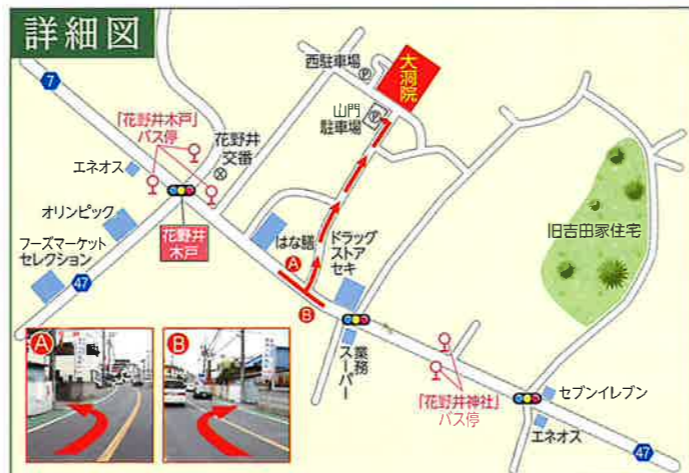 詳細図
7
「花野井木戸」
バス停
花野井
交番
エネオス
オリンピック
フーズマーケット
セレクション
47
花野井
木戸
西駐車場
P
大洞院
山門
駐車場
P
はな膳
ドラッグ
ストア
セキ
A
B
業務
スーパー
旧吉田家住宅
「花野井神社」
バス停
セブンイレブン
エネオス
47
A
B